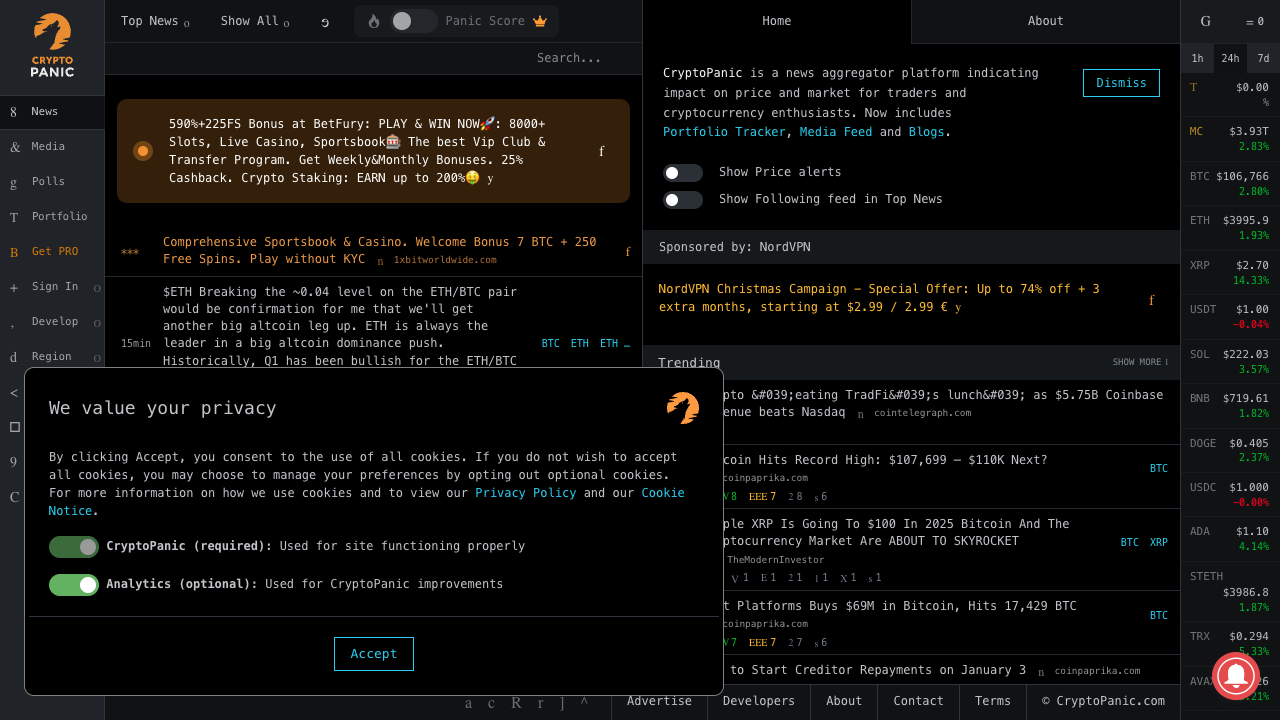 CRYPTO
PANIC
8 News
& Media
g Polls
T Portfolio
B Get PRO
+ Sign In O
, Develop O
d Region O
<
9
C
Top News o Show All o
Panic Score
Search...
590%+225FS Bonus at BetFury: PLAY & WIN NOW🚀: 8000+
Slots, Live Casino, Sportsbook🎰 The best Vip Club &
Transfer Program. Get Weekly&Monthly Bonuses. 25%
Cashback. Crypto Staking: EARN up to 200%🤑 y
f
*** Comprehensive Sportsbook & Casino. Welcome Bonus 7 BTC + 250
Free Spins. Play without KYC n 1xbitworldwide.com
f
$ETH Breaking the ~0.04 level on the ETH/BTC pair
would be confirmation for me that we'll get
another big altcoin leg up. ETH is always the
15min leader in a big altcoin dominance push. BTC ETH ETH …
Historically, Q1 has been bullish for the ETH/BTC
We value your privacy
By clicking Accept, you consent to the use of all cookies. If you do not wish to accept
all cookies, you may choose to manage your preferences by opting out optional cookies.
For more information on how we use cookies and to view our Privacy Policy and our Cookie
Notice.
CryptoPanic (required): Used for site functioning properly
Analytics (optional): Used for CryptoPanic improvements
Accept
Home About
CryptoPanic is a news aggregator platform indicating
impact on price and market for traders and
cryptocurrency enthusiasts. Now includes
Portfolio Tracker, Media Feed and Blogs.
Dismiss
Show Price alerts
Show Following feed in Top News
Sponsored by: NordVPN
NordVPN Christmas Campaign – Special Offer: Up to 74% off + 3
extra months, starting at $2.99 / 2.99 € y
f
Trending SHOW MORE
pto &#039;eating TradFi&#039;s lunch&#039; as $5.75B Coinbase
enue beats Nasdaq n cointelegraph.com
coin Hits Record High: $107,699 — $110K Next?
coinpaprika.com
BTC
V 8 EEE 7 2 8 s 6
ple XRP Is Going To $100 In 2025 Bitcoin And The
ptocurrency Market Are ABOUT TO SKYROCKET
BTC XRP
TheModernInvestor
V 1 E 1 2 1 l 1 X 1 s 1
t Platforms Buys $69M in Bitcoin, Hits 17,429 BTC
coinpaprika.com
BTC
V 7 EEE 7 2 7 s 6
to Start Creditor Repayments on January 3 n coinpaprika.com
a c R r ] ^
Advertise Developers About Contact Terms © CryptoPanic.com
G = 0
1h 24h 7d
T $0.00
%
MC $3.93T
2.83%
BTC $106,766
2.80%
ETH $3995.9
1.93%
XRP $2.70
14.33%
USDT $1.00
-0.04%
SOL $222.03
3.57%
BNB $719.61
1.82%
DOGE $0.405
2.37%
USDC $1.000
-0.00%
ADA $1.10
4.14%
STETH
$3986.8
1.87%
TRX $0.294
5.33%